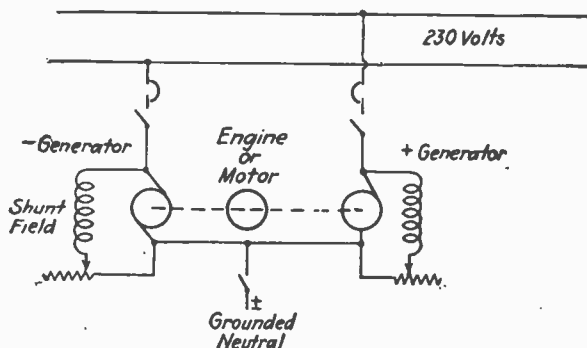 230 Volts
Engine
or
Motor
- Generator
+ Generator
Shunt
Field
±
Grounded
Neutral